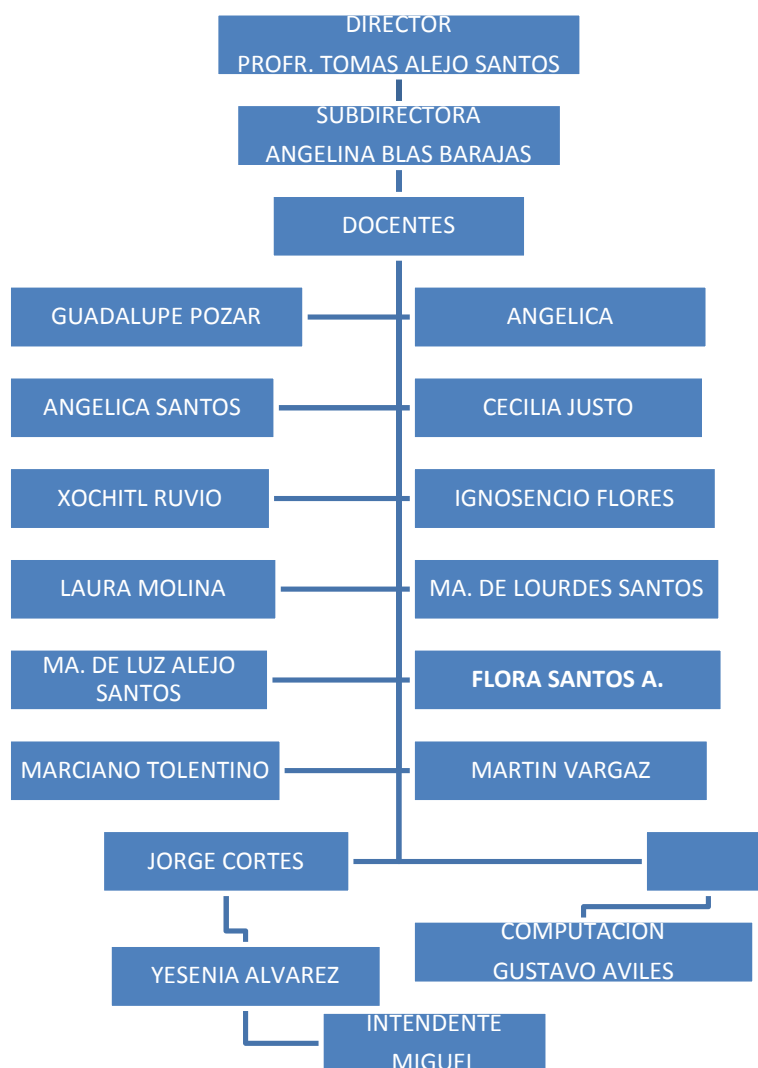 DIRECTOR
PROFR. TOMAS ALEJO SANTOS
SUBDIRECTORA
ANGELINA BLAS BARAJAS
DOCENTES
GUADALUPE POZAR
ANGELICA
ANGELICA SANTOS
CECILIA JUSTO
XOCHITL RUVIO
IGNOSENCIO FLORES
LAURA MOLINA
MA. DE LOURDES SANTOS
MA. DE LUZ ALEJO
SANTOS
FLORA SANTOS A.
MARCIANO TOLENTINO
MARTIN VARGAZ
JORGE CORTES
COMPUTACION
GUSTAVO AVILES
YESENIA ALVAREZ
INTENDENTE
MIGUEL